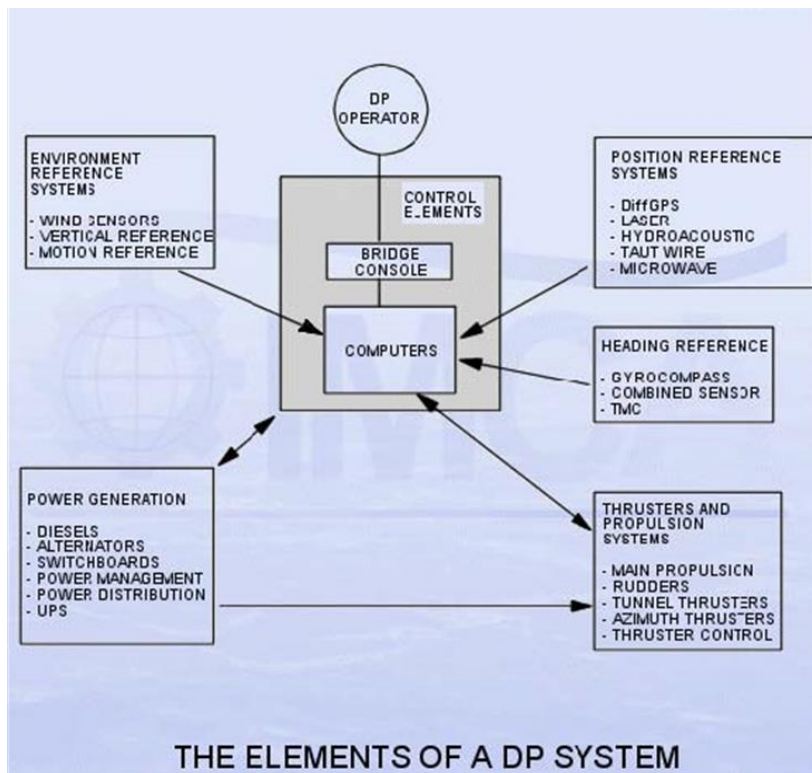 DP
OPERATOR
ENVIRONMENT
REFERENCE
SYSTEMS
- WIND SENSORS
- VERTICAL REFERENCE
- MOTION REFERENCE
CONTROL
ELEMENTS
BRIDGE
CONSOLE
COMPUTERS
POSITION REFERENCE
SYSTEMS
- DiffGPS
- LASER
- HYDROACOUSTIC
- TAUT WIRE
- MICROWAVE
HEADING REFERENCE
- GYROCOMPASS
- COMBINED SENSOR
- TMC
IMCA
POWER GENERATION
- DIESELS
- ALTERNATORS
- SWITCHBOARDS
- POWER MANAGEMENT
- POWER DISTRIBUTION
- UPS
THRUSTERS AND
PROPULSION
SYSTEMS
- MAIN PROPULSION
- RUDDERS
- TUNNEL THRUSTERS
- AZIMUTH THRUSTERS
- THRUSTER CONTROL
THE ELEMENTS OF A DP SYSTEM